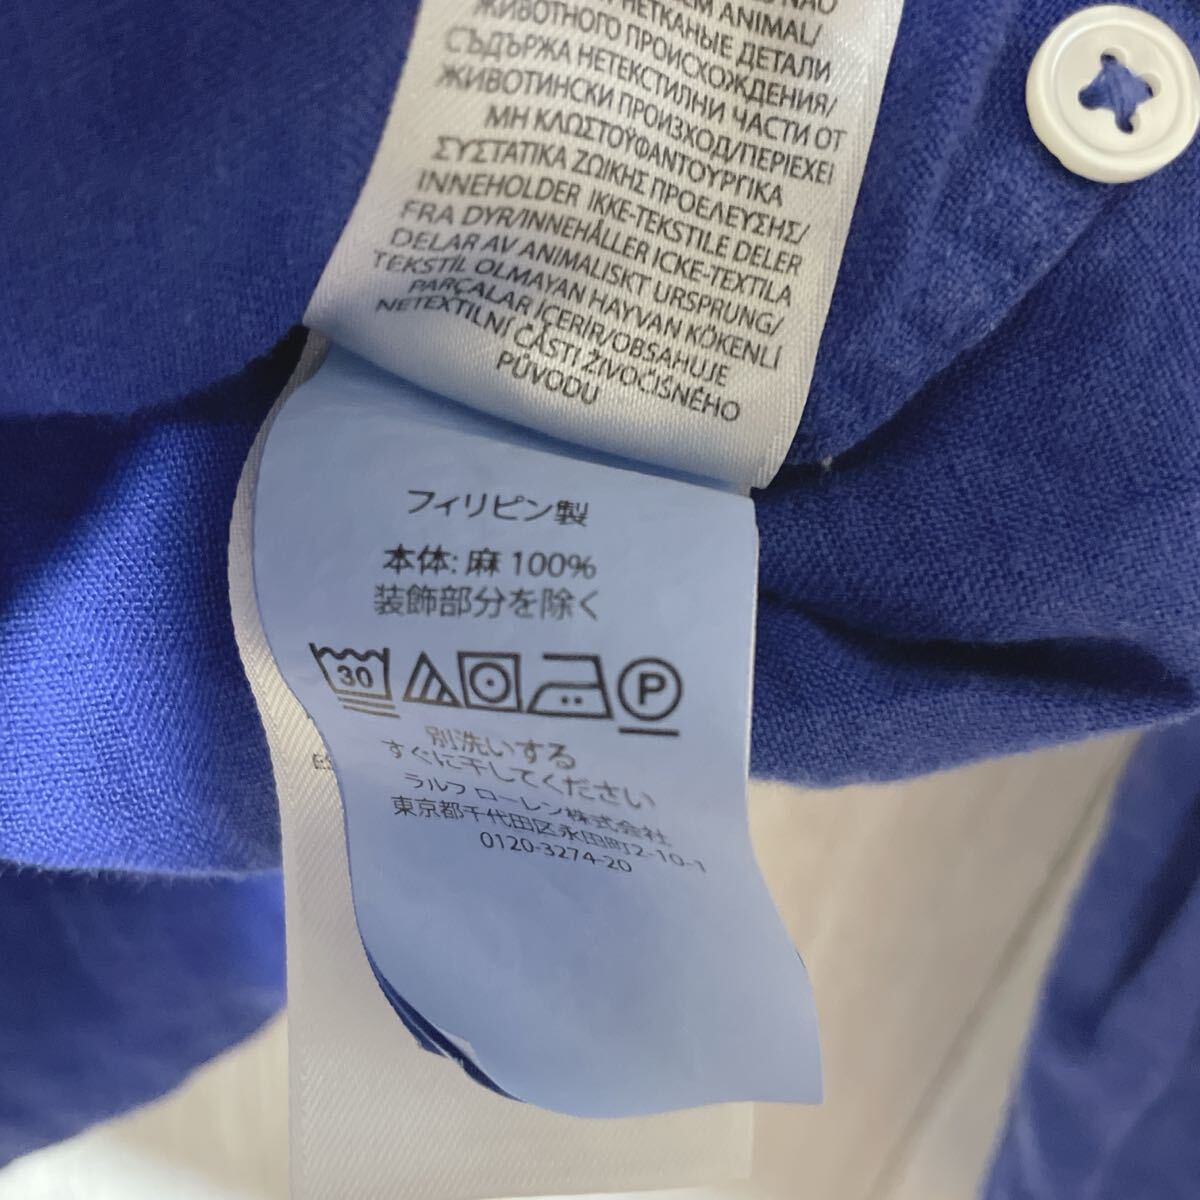 NÃO
ANIMAL/
ЖИВОТНОГО НЕТКАНЫЕ ДЕТАЛИ
ПРОИСХОЖДЕНИЯ/
СЪДЪРЖА НЕТЕКСТИЛНИ ЧАСТИ ОТ
ЖИВОТИНСКИ ПРОИЗХОД/ΠΕΡΙΕΧΕΙ
ΜΗ ΚΛΩΣΤΟΫΦΑΝΤΟΥΡΓΙΚΑ
ΣΥΣΤΑΤΙΚΑ ΖΩΙΚΗΣ ΠΡΟΕΛΕΥΣΗΣ/
INNEHOLDER IKKE-TEKSTILE DELER
FRA DYR/INNEHÅLLER ICKE-TEXTILA
DELAR AV ANIMALISKT URSPRUNG/
TEKSTİL OLMAYAN HAYVAN KÖKENLİ
PARÇALAR İÇERİR/OBSAHUJE
NETEXTILNÍ ČÁSTI ŽIVOČIŠNÉHO
PŮVODU
フィリピン製
本体: 麻 100%
装飾部分を除く
30 P
別洗いする
すぐに干してください
ES
ラルフ ローレン株式会社
東京都千代田区永田町2-10-1
0120-3274-20